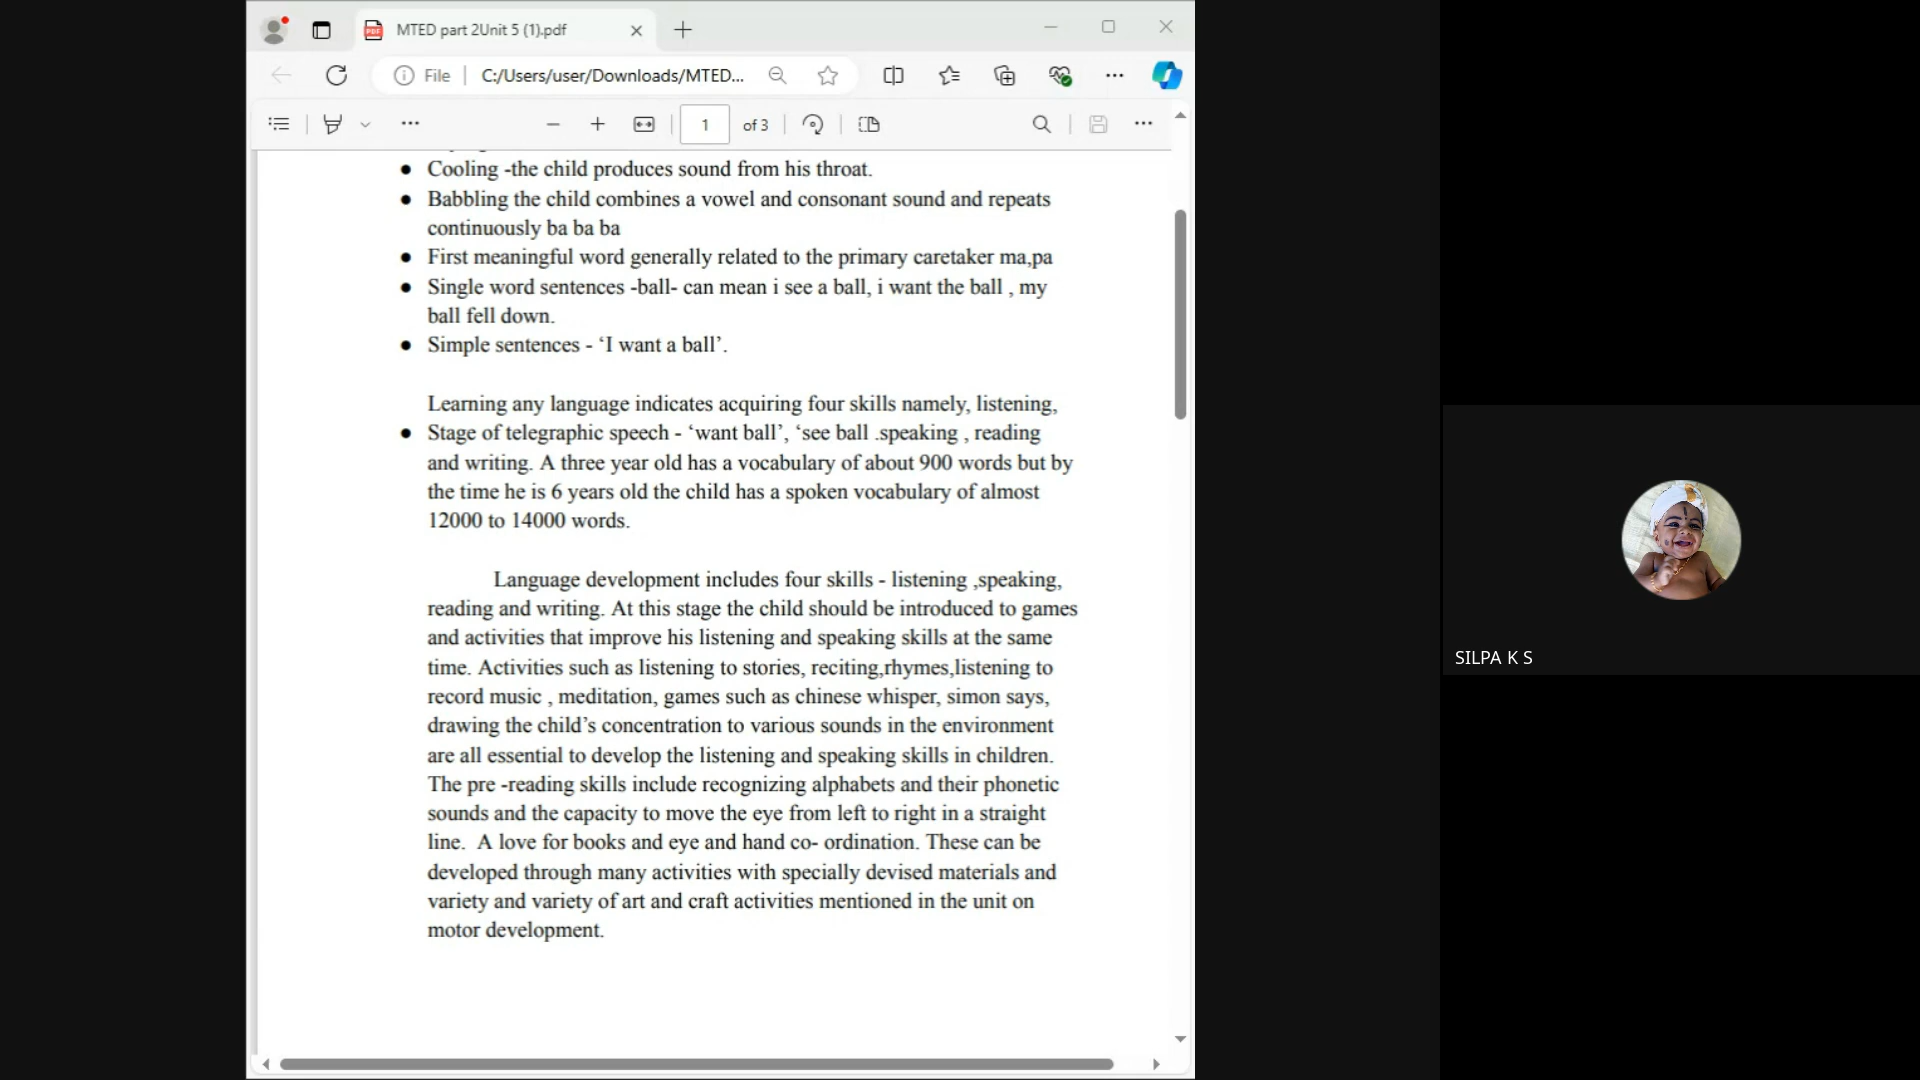 MTED part 2Unit 5 (1).pdf
File
C:/Users/user/Downloads/MTED...
1
of 3
Cooling -the child produces sound from his throat.
Babbling the child combines a vowel and consonant sound and repeats
continuously ba ba ba
First meaningful word generally related to the primary caretaker ma,pa
Single word sentences -ball- can mean i see a ball, i want the ball , my
ball fell down.
Simple sentences - ‘I want a ball’.
Learning any language indicates acquiring four skills namely, listening,
Stage of telegraphic speech - ‘want ball’, ‘see ball .speaking , reading
and writing. A three year old has a vocabulary of about 900 words but by
the time he is 6 years old the child has a spoken vocabulary of almost
12000 to 14000 words.
Language development includes four skills - listening ,speaking,
reading and writing. At this stage the child should be introduced to games
and activities that improve his listening and speaking skills at the same
time. Activities such as listening to stories, reciting,rhymes,listening to
record music , meditation, games such as chinese whisper, simon says,
drawing the child’s concentration to various sounds in the environment
are all essential to develop the listening and speaking skills in children.
The pre -reading skills include recognizing alphabets and their phonetic
sounds and the capacity to move the eye from left to right in a straight
line.  A love for books and eye and hand co- ordination. These can be
developed through many activities with specially devised materials and
variety and variety of art and craft activities mentioned in the unit on
motor development.
SILPA K S